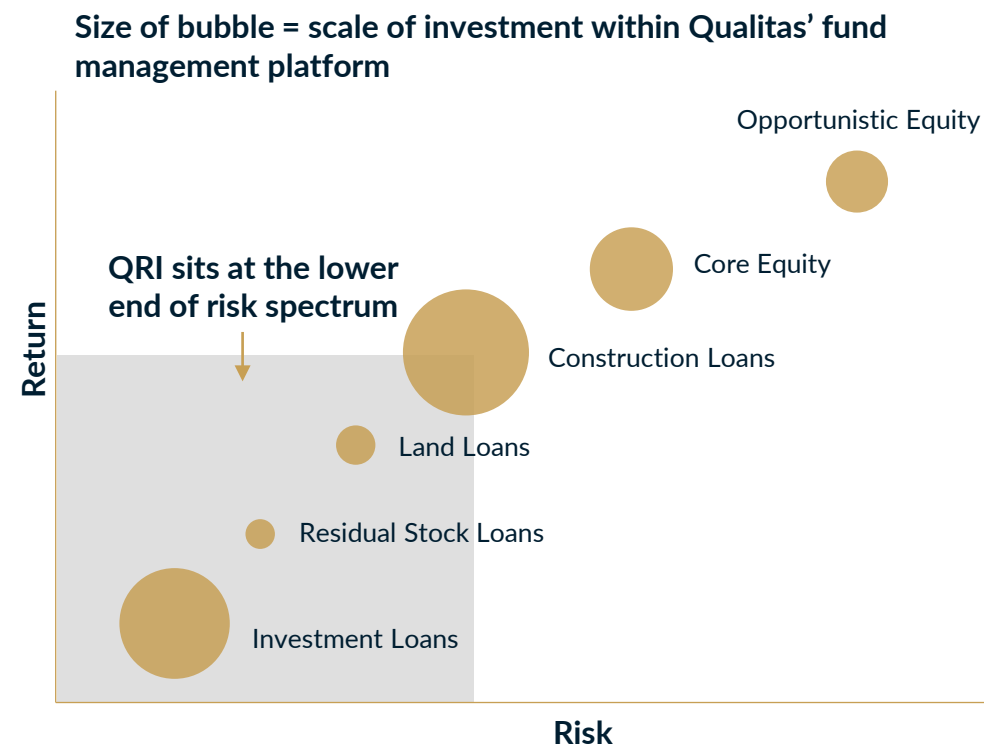 Size of bubble = scale of investment within Qualitas’ fund
management platform
Opportunistic Equity
Core Equity
QRI sits at the lower
end of risk spectrum
Construction Loans
Return
Land Loans
Residual Stock Loans
Investment Loans
Risk